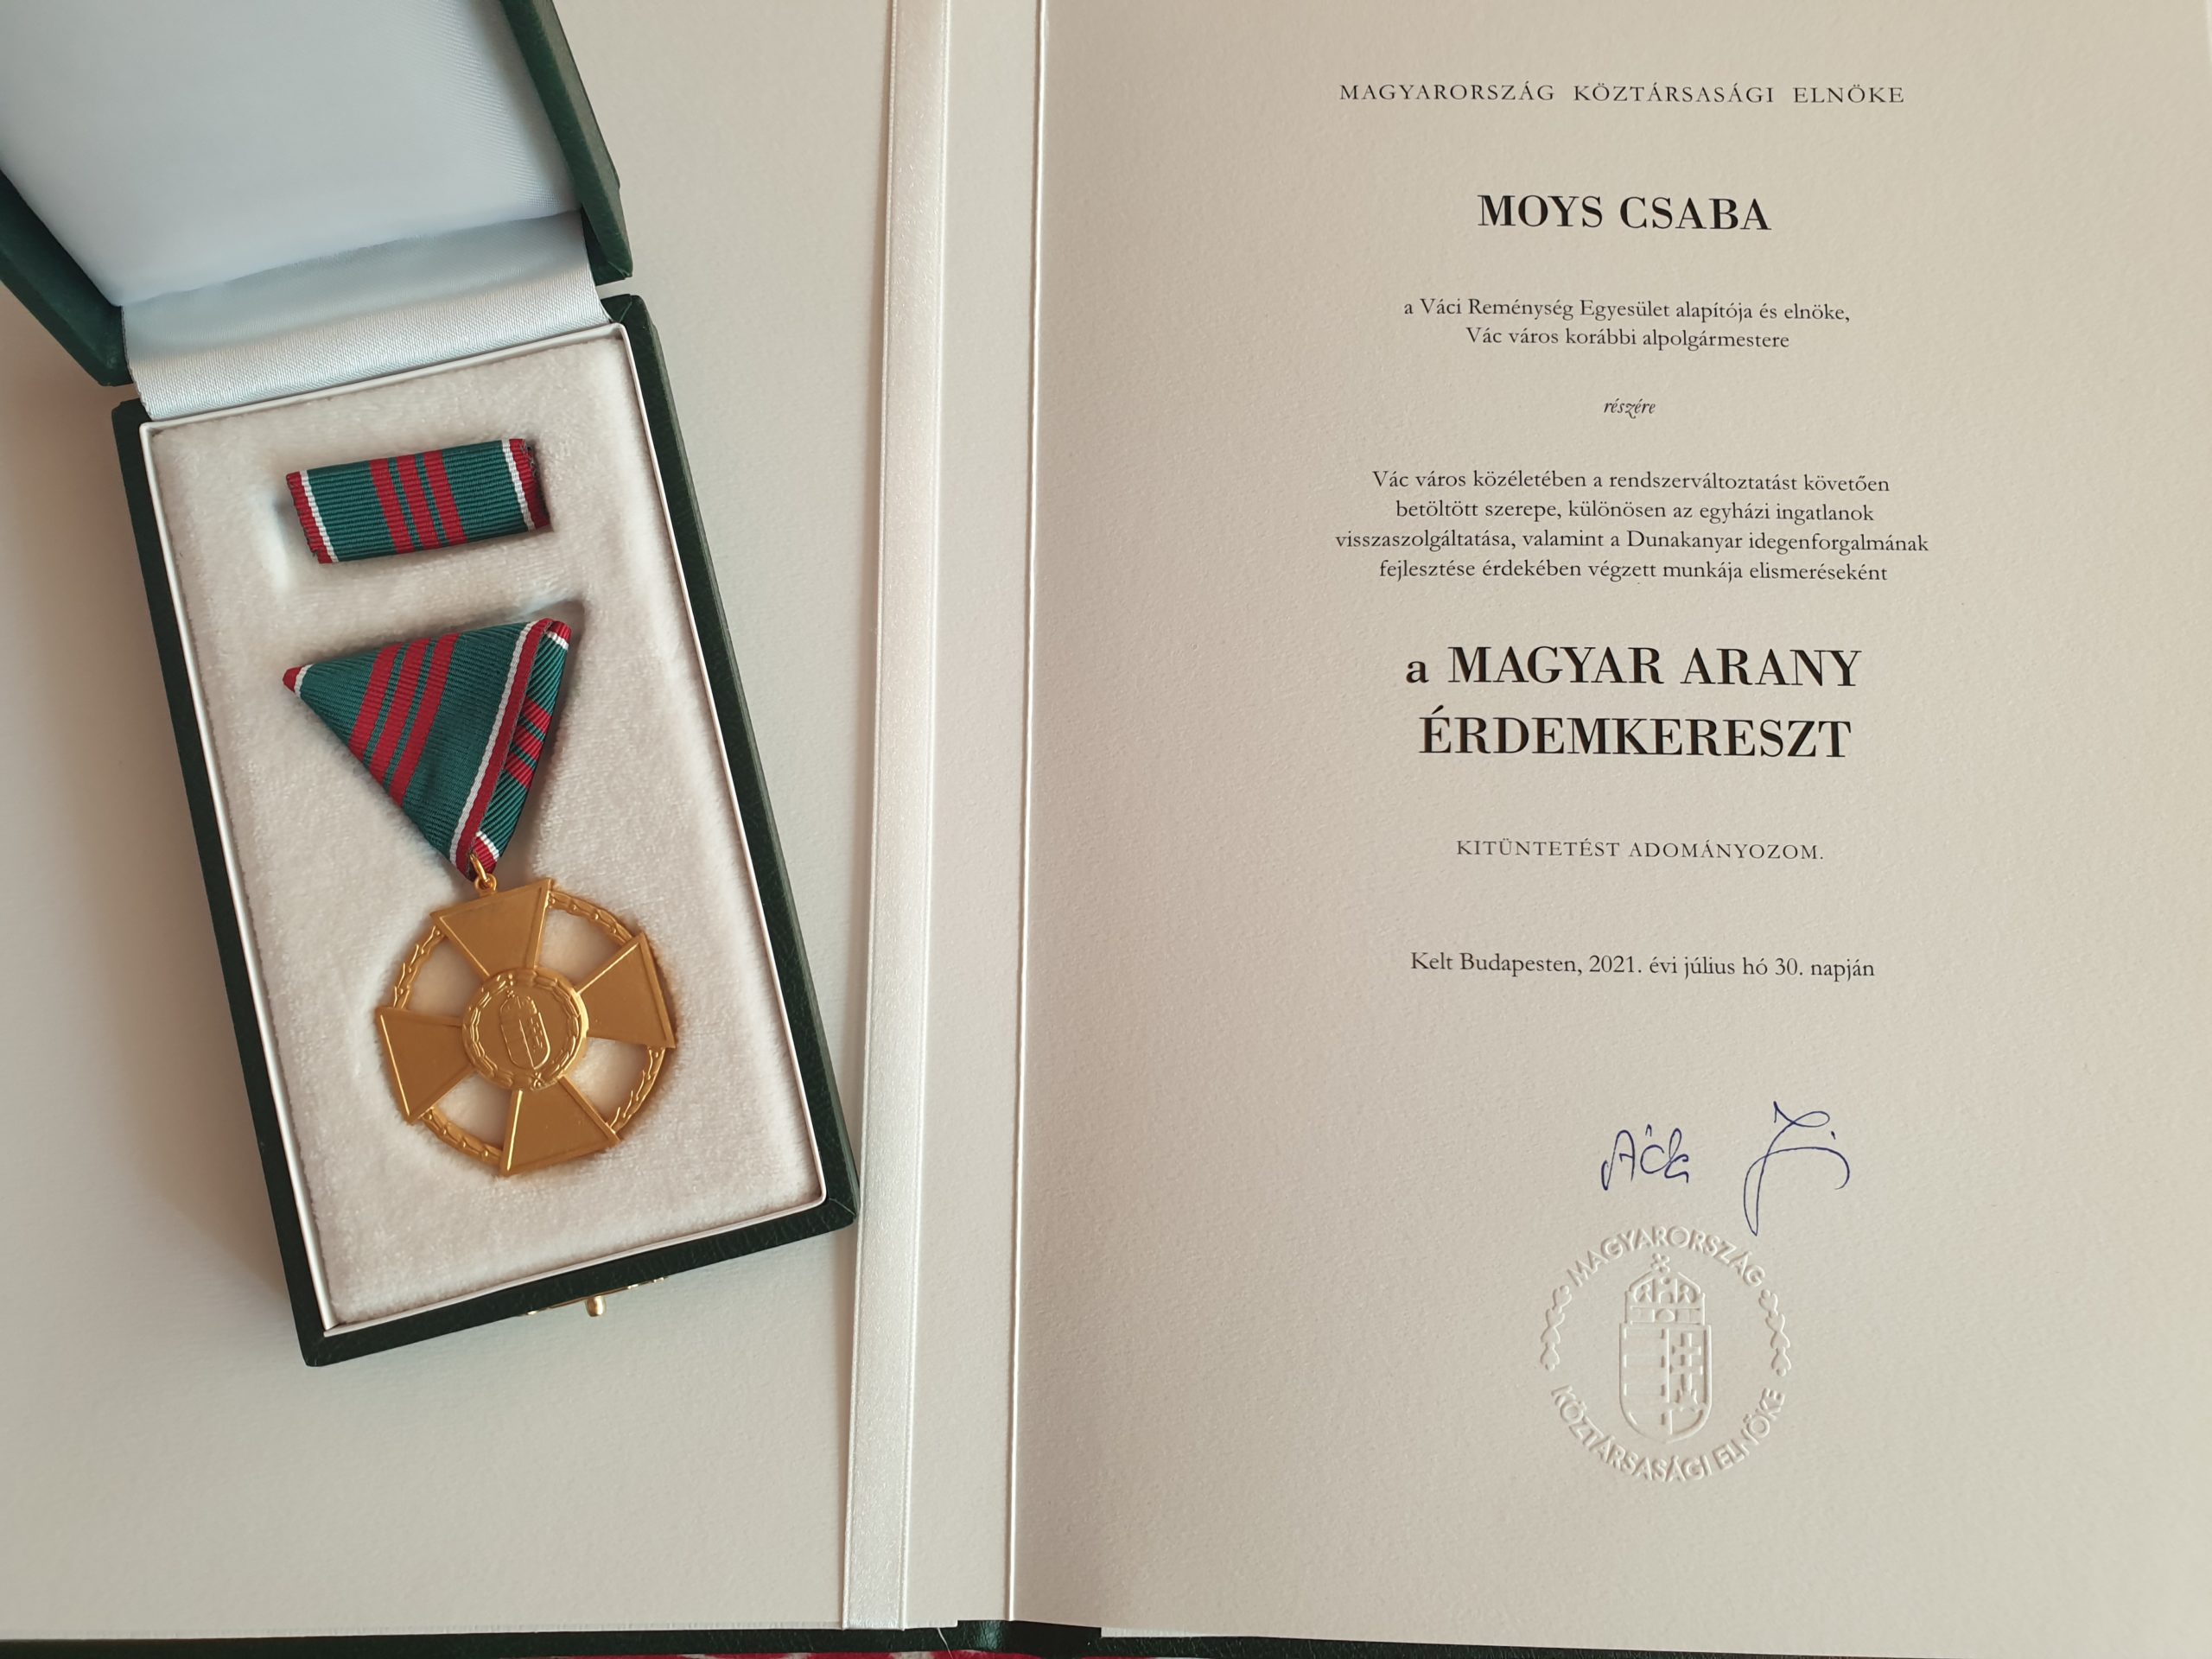 MAGYARORSZÁG KÖZTÁRSASÁGI ELNÖKE
MOYS CSABA
a Váci Reménység Egyesület alapítója és elnöke,
Vác város korábbi alpolgármestere
részére
Vác város közéletében a rendszerváltoztatást követően
betöltött szerepe, különösen az egyházi ingatlanok
visszaszolgáltatása, valamint a Dunakanyar idegenforgalmának
fejlesztése érdekében végzett munkája elismeréseként
a MAGYAR ARANY
ÉRDEMKERESZT
KITÜNTETÉST ADOMÁNYOZOM.
Kelt Budapesten, 2021. évi július hó 30. napján
MAGYARORSZÁG
KÖZTÁRSASÁGI ELNÖKE